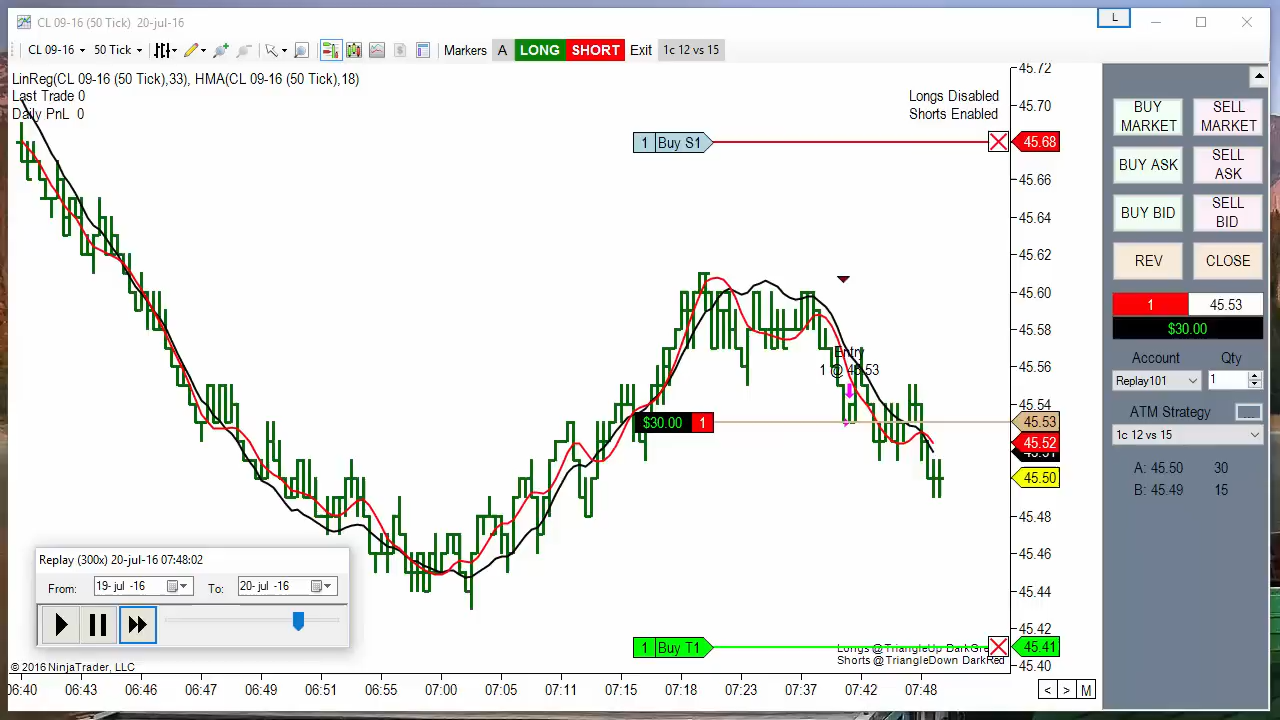 CL 09-16 (50 Tick)  20-jul-16
L
CL 09-16 50 Tick Markers A LONG SHORT Exit 1c 12 vs 15
LinReg(CL 09-16 (50 Tick),33), HMA(CL 09-16 (50 Tick),18)
Last Trade 0
Daily PnL  0
Longs Disabled
Shorts Enabled
1 Buy S1
Entry
1 @ 45.53
$30.00 1
1 Buy T1
Longs @TriangleUp DarkGre
Shorts @TriangleDown DarkRed
45.72
45.70
45.68
45.66
45.64
45.62
45.60
45.58
45.56
45.54
45.53
45.52
45.50
45.48
45.46
45.44
45.42
45.41
45.40
Replay (300x) 20-jul-16 07:48:02
From: 19- jul -16 To: 20- jul -16
© 2016 NinjaTrader, LLC
06:40 06:43 06:46 06:47 06:49 06:51 06:55 07:00 07:05 07:11 07:15 07:18 07:23 07:37 07:42 07:48
< > M
BUY MARKET
SELL MARKET
BUY ASK
SELL ASK
BUY BID
SELL BID
REV
CLOSE
1 45.53
$30.00
Account Qty
Replay101 1
ATM Strategy
1c 12 vs 15
A: 45.50 30
B: 45.49 15